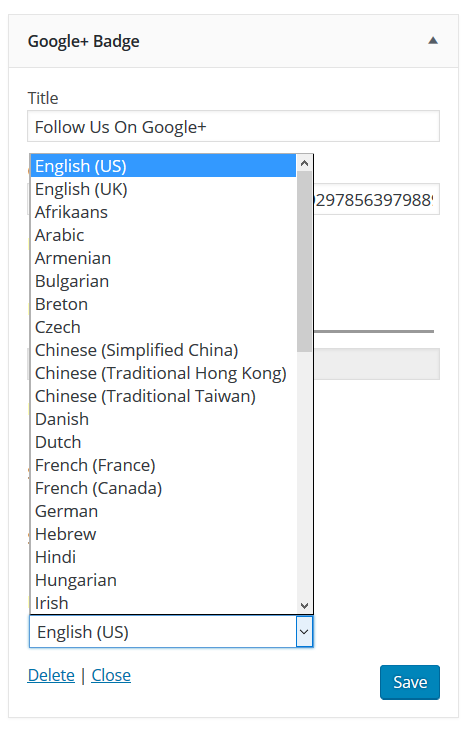 Google+ Badge
Title
Follow Us On Google+
English (US)
English (UK)
Afrikaans
Arabic
Armenian
Bulgarian
Breton
Czech
Chinese (Simplified China)
Chinese (Traditional Hong Kong)
Chinese (Traditional Taiwan)
Danish
Dutch
French (France)
French (Canada)
German
Hebrew
Hindi
Hungarian
Irish
English (US)
Delete | Close
Save